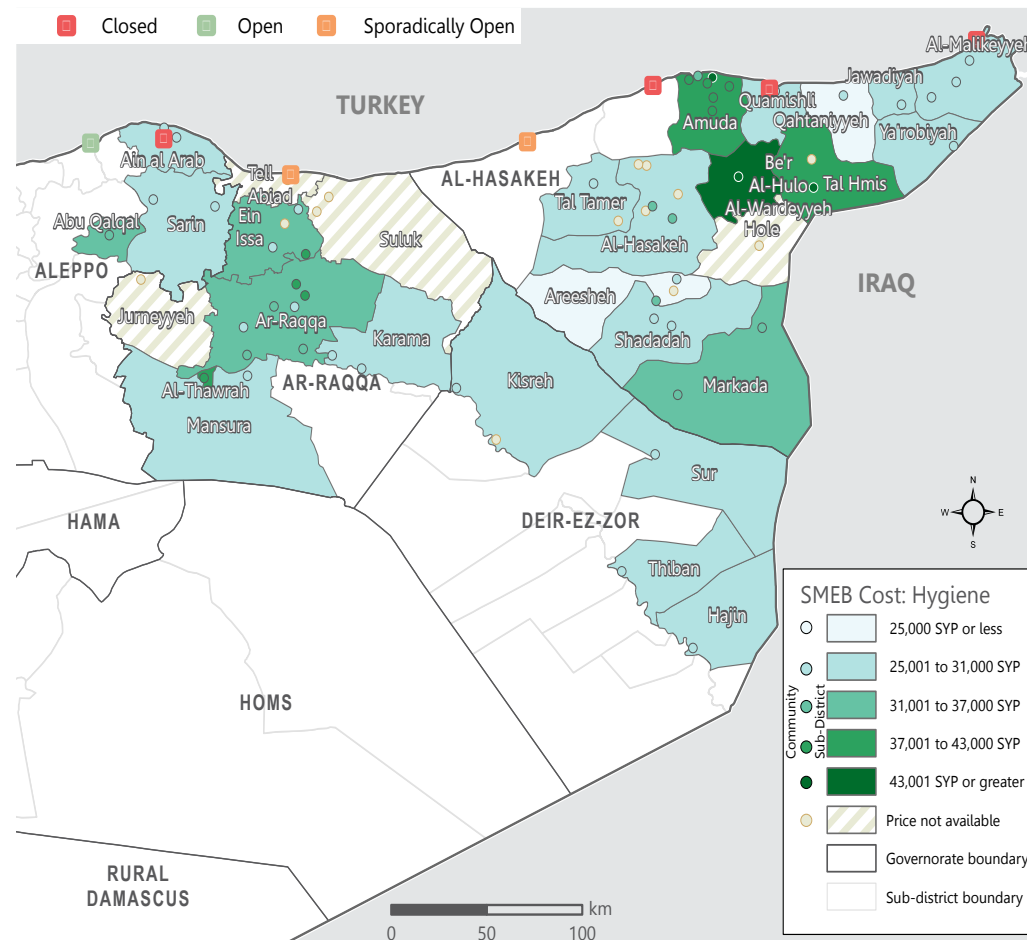 Closed
Open
Sporadically Open
TURKEY
Al-Malikeyyeh
Jawadiyah
Quamishli
Qahtaniyyeh
Amuda
Ya'robiyah
Ain al Arab
Tell
Abiad
AL-HASAKEH
Be'r
Al-Hulo
Al-Wardeyyeh
Tal Hmis
Tal Tamer
Abu Qalqal
Sarin
Ein
Issa
Suluk
Hole
Al-Hasakeh
ALEPPO
IRAQ
Jurneyyeh
Areesheh
Ar-Raqqa
Karama
Shadadah
AR-RAQQA
Kisreh
Markada
Al-Thawrah
Mansura
Sur
HAMA
DEIR-EZ-ZOR
N
W
E
S
Thiban
Hajin
HOMS
RURAL
DAMASCUS
SMEB Cost: Hygiene
Community
Sub-District
25,000 SYP or less
25,001 to 31,000 SYP
31,001 to 37,000 SYP
37,001 to 43,000 SYP
43,001 SYP or greater
Price not available
Governorate boundary
Sub-district boundary
km
0 50 100